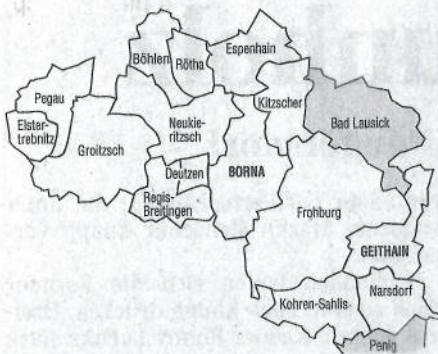 Espenhain
Böhlen
Rötha
Pegau
Kitzscher
Bad Lausick
Elster-
trebnitz
Neukie-
ritzsch
Groitzsch
Deutzen
BORNA
Regis-
Breitingen
Frohburg
GEITHAIN
Kohren-Sahlis
Narsdorf
Penig